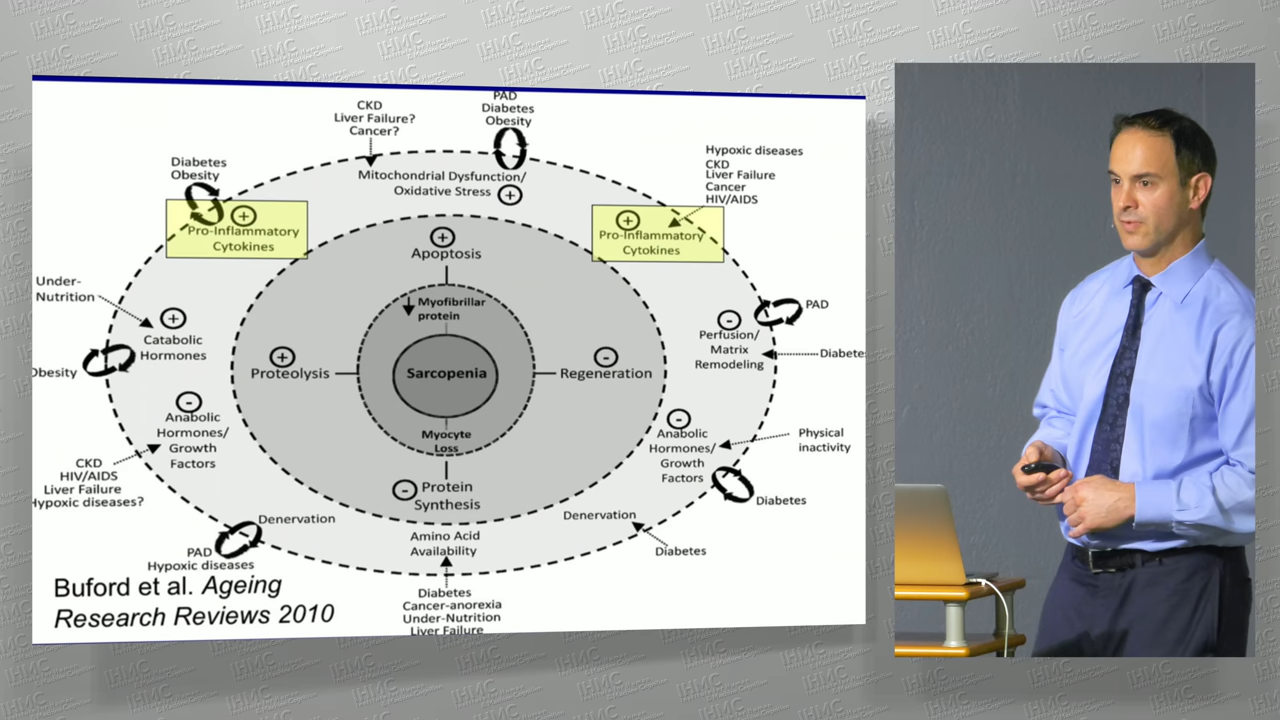 CKD
Liver Failure?
Cancer?
PAD
Diabetes
Obesity
Diabetes
Obesity
Hypoxic diseases
CKD
Liver Failure
Cancer
HIV/AIDS
Mitochondrial Dysfunction/
Oxidative Stress +
+
Pro-Inflammatory
Cytokines
+
Pro-Inflammatory
Cytokines
+
Apoptosis
Under-
Nutrition
+
Catabolic
Hormones
Obesity
Myofibrillar
protein
-
Perfusion/
Matrix
Remodeling
PAD
Diabete
+
Proteolysis
Sarcopenia
-
Regeneration
-
Anabolic
Hormones/
Growth
Factors
Myocyte
Loss
-
Anabolic
Hormones/
Growth
Factors
Physical
inactivity
CKD
HIV/AIDS
Liver Failure
Hypoxic diseases?
- Protein
Synthesis
Diabetes
Denervation
PAD
Hypoxic diseases
Amino Acid
Availability
Denervation
Diabetes
Diabetes
Cancer-anorexia
Under-Nutrition
Liver Failure
Buford et al. Ageing
Research Reviews 2010